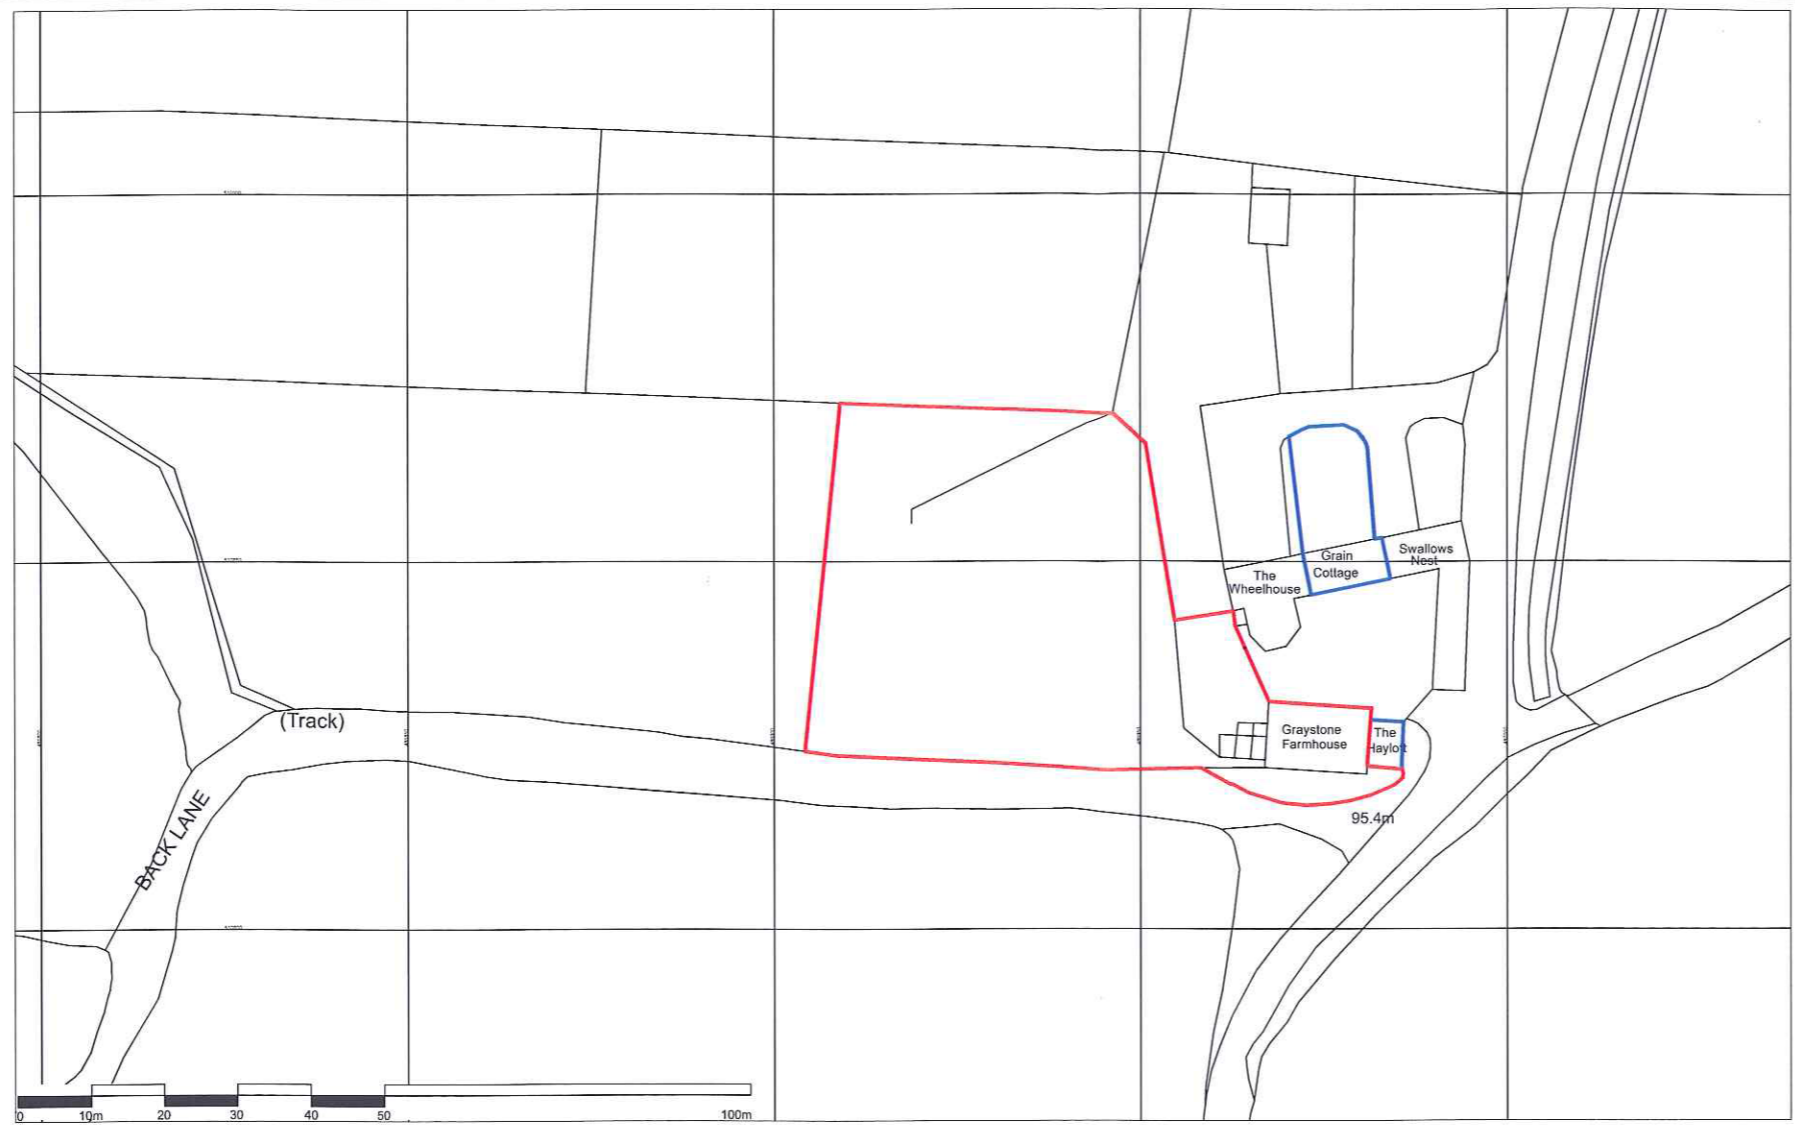 Swallows
Nest
Grain
Cottage
The
Wheelhouse
(Track)
Graystone
Farmhouse
The
Hayloft
95.4m
BACK LANE
0 10m 20 30 40 50 100m